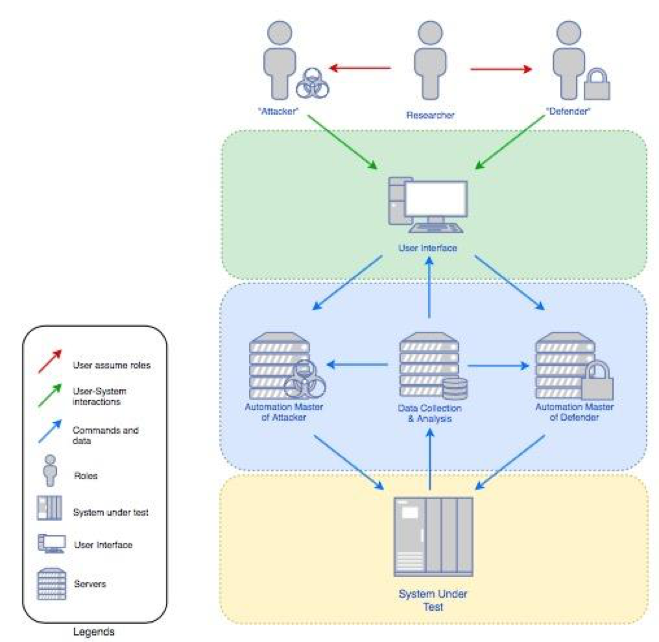 "Attacker"
Researcher
"Defender"
User Interface
Automation Master
of Attacker
Data Collection
& Analysis
Automation Master
of Defender
System Under
Test
User assume roles
User-System
interactions
Commands and
data
Roles
System under test
User Interface
Servers
Legends